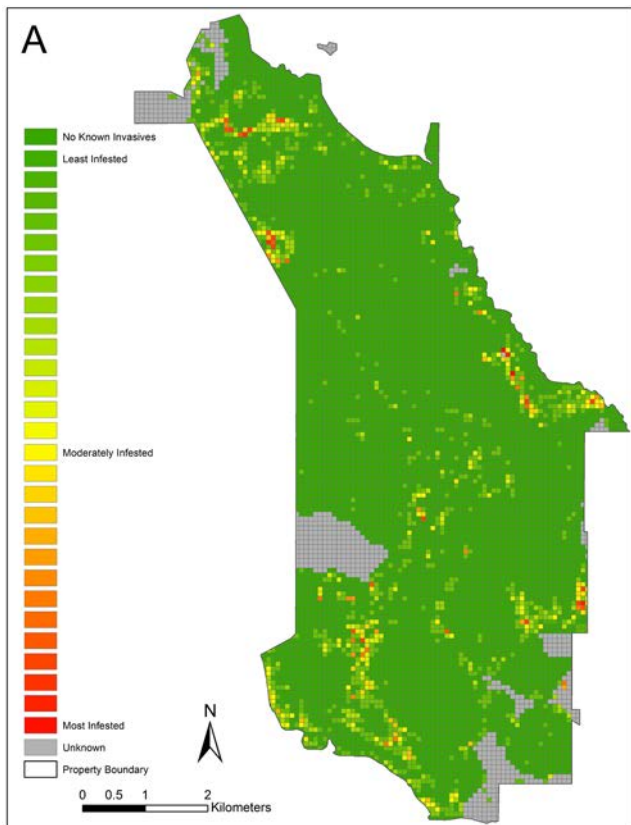 A
No Known Invasives
Least Infested
Moderately Infested
Most Infested
Unknown
Property Boundary
N
0 0.5 1 2
Kilometers